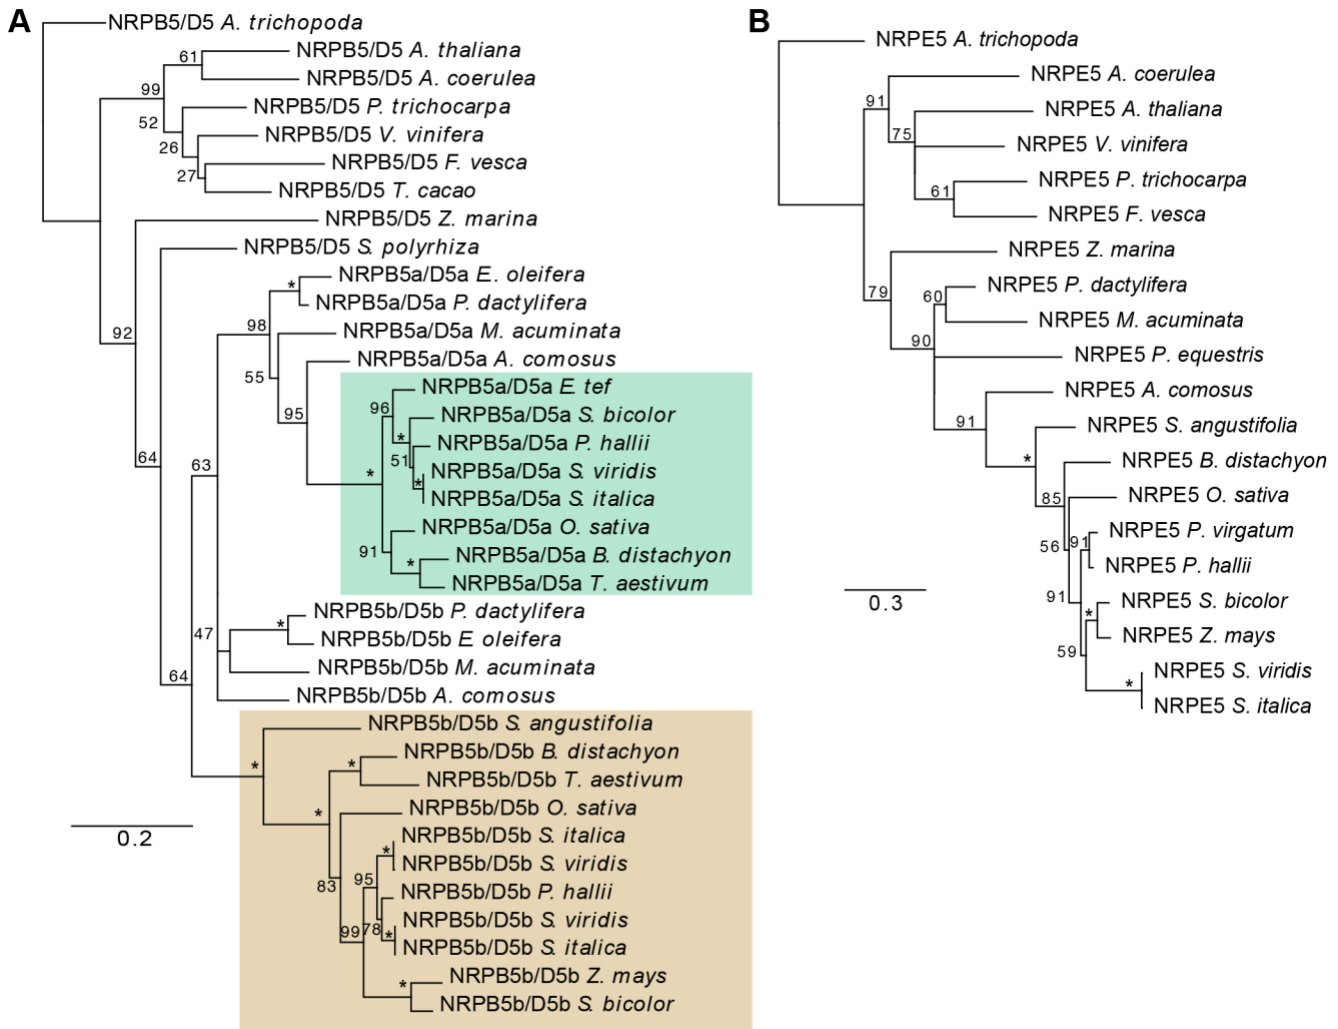 A
NRPB5/D5 A. trichopoda
NRPB5/D5 A. thaliana
61
NRPB5/D5 A. coerulea
99
NRPB5/D5 P. trichocarpa
52
NRPB5/D5 V. vinifera
26
NRPB5/D5 F. vesca
27
NRPB5/D5 T. cacao
NRPB5/D5 Z. marina
NRPB5/D5 S. polyrhiza
NRPB5a/D5a E. oleifera
*
NRPB5a/D5a P. dactylifera
98
NRPB5a/D5a M. acuminata
92
NRPB5a/D5a A. comosus
55
NRPB5a/D5a E. tef
96
95
NRPB5a/D5a S. bicolor
*
NRPB5a/D5a P. hallii
51
64
63
*
NRPB5a/D5a S. viridis
*
NRPB5a/D5a S. italica
NRPB5a/D5a O. sativa
91
NRPB5a/D5a B. distachyon
*
NRPB5a/D5a T. aestivum
NRPB5b/D5b P. dactylifera
*
47
NRPB5b/D5b E. oleifera
NRPB5b/D5b M. acuminata
64
NRPB5b/D5b A. comosus
NRPB5b/D5b S. angustifolia
*
NRPB5b/D5b B. distachyon
*
NRPB5b/D5b T. aestivum
*
NRPB5b/D5b O. sativa
0.2
NRPB5b/D5b S. italica
*
NRPB5b/D5b S. viridis
83
95
NRPB5b/D5b P. hallii
NRPB5b/D5b S. viridis
99
78
*
NRPB5b/D5b S. italica
NRPB5b/D5b Z. mays
*
NRPB5b/D5b S. bicolor
B
NRPE5 A. trichopoda
NRPE5 A. coerulea
91
NRPE5 A. thaliana
75
NRPE5 V. vinifera
NRPE5 P. trichocarpa
61
NRPE5 F. vesca
NRPE5 Z. marina
79
NRPE5 P. dactylifera
60
NRPE5 M. acuminata
90
NRPE5 P. equestris
NRPE5 A. comosus
91
NRPE5 S. angustifolia
*
NRPE5 B. distachyon
85
NRPE5 O. sativa
NRPE5 P. virgatum
56
91
NRPE5 P. hallii
91
NRPE5 S. bicolor
*
NRPE5 Z. mays
59
NRPE5 S. viridis
*
NRPE5 S. italica
0.3